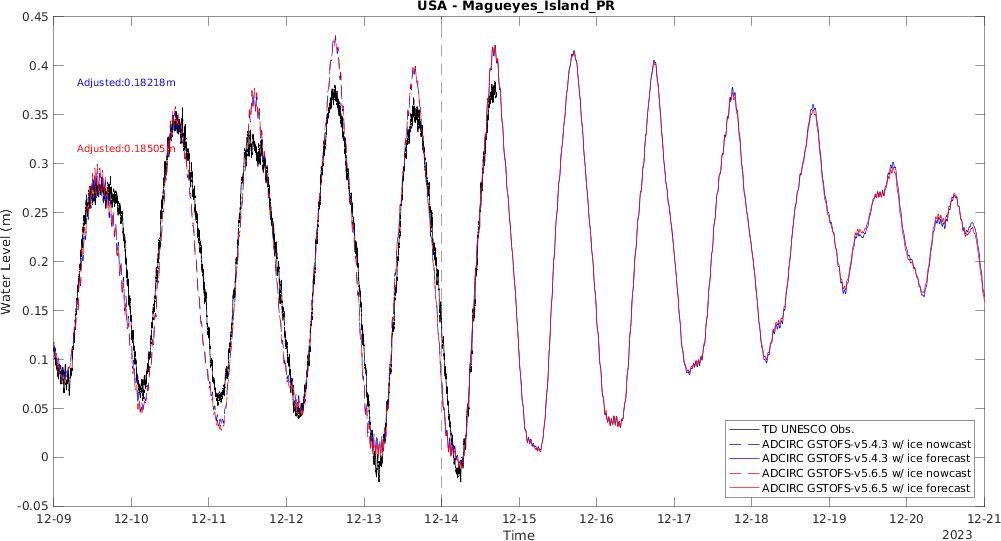 USA - Magueyes_Island_PR
0.45
0.4
0.35
0.3
0.25
0.2
0.15
0.1
0.05
0
-0.05
Water Level (m)
Adjusted:0.18218m
Adjusted:0.18505m
TD UNESCO Obs.
ADCIRC GSTOFS-v5.4.3 w/ ice nowcast
ADCIRC GSTOFS-v5.4.3 w/ ice forecast
ADCIRC GSTOFS-v5.6.5 w/ ice nowcast
ADCIRC GSTOFS-v5.6.5 w/ ice forecast
12-09 12-10 12-11 12-12 12-13 12-14 12-15 12-16 12-17 12-18 12-19 12-20 12-21
Time
2023